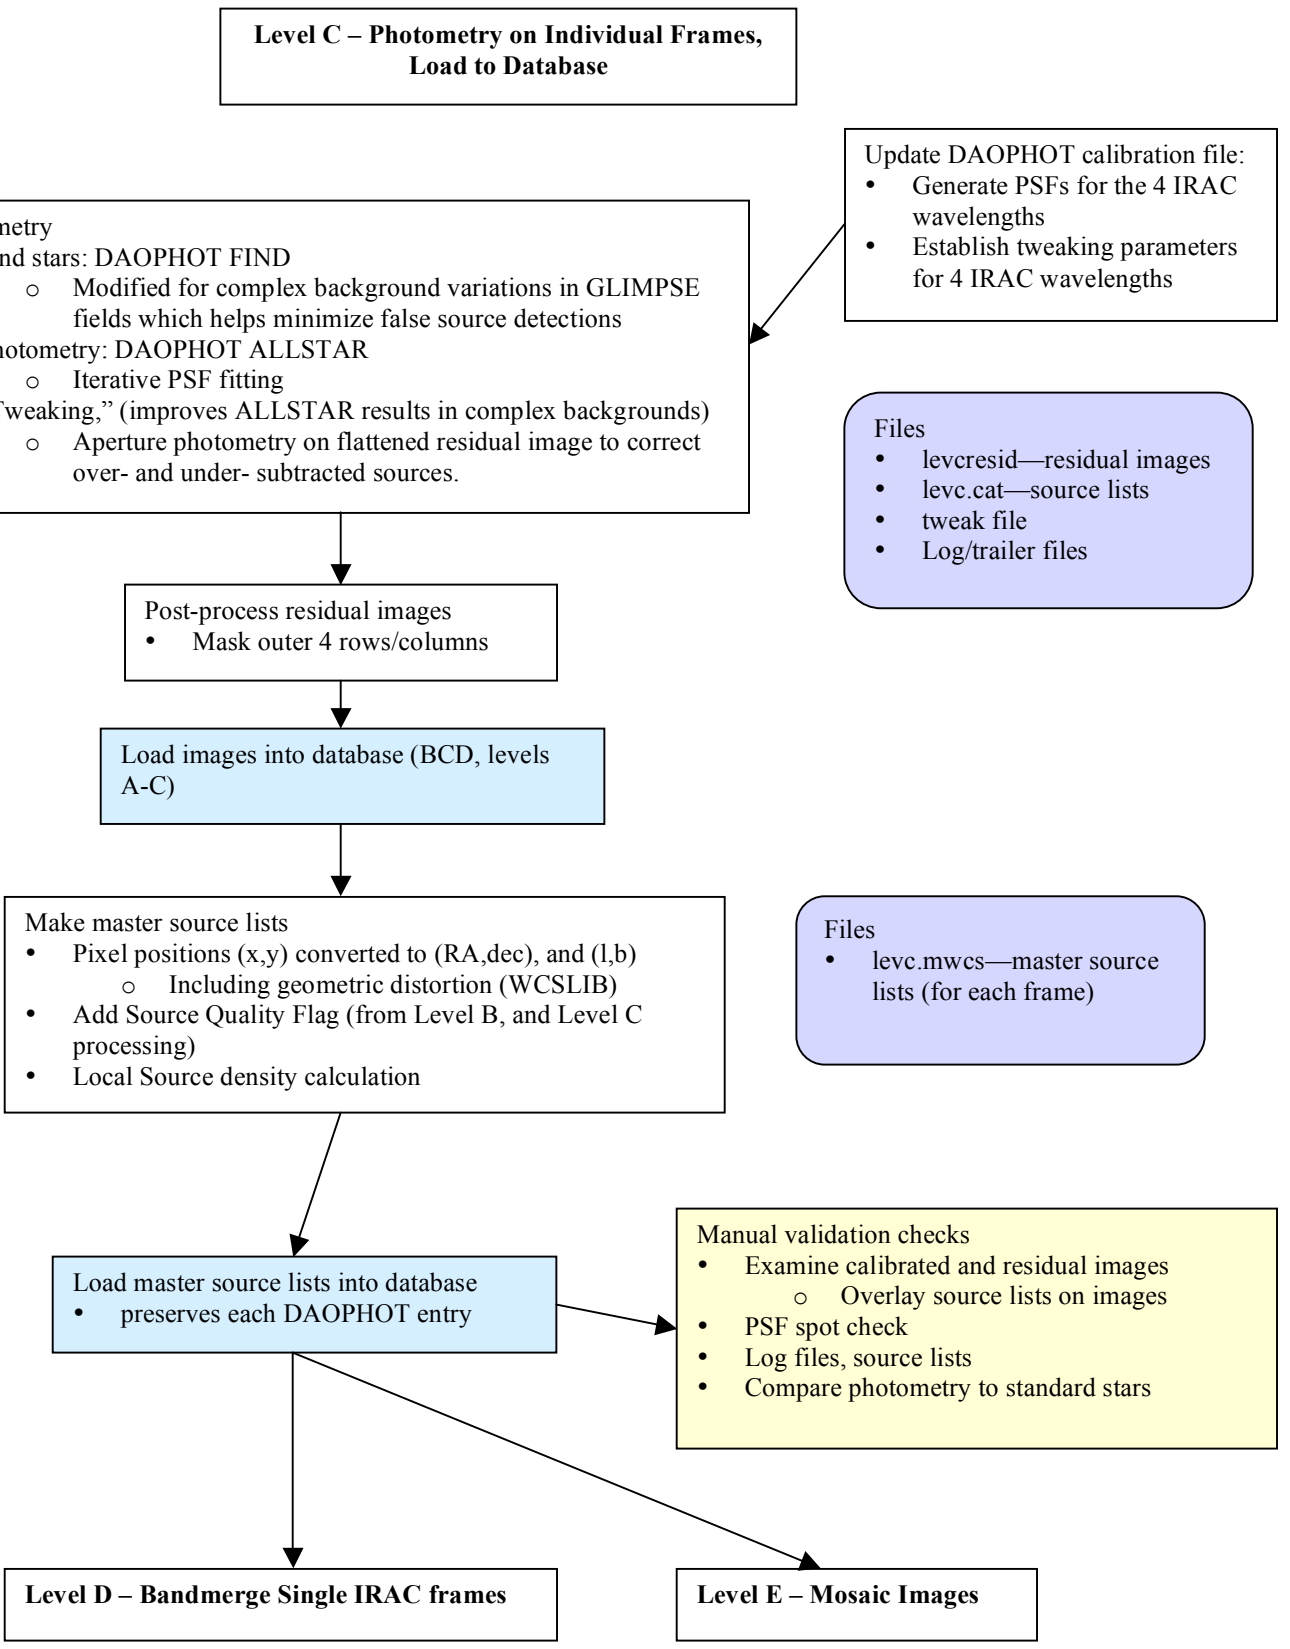 Level C – Photometry on Individual Frames,
Load to Database
Update DAOPHOT calibration file:
• Generate PSFs for the 4 IRAC
wavelengths
• Establish tweaking parameters
for 4 IRAC wavelengths
stars: DAOPHOT FIND
o Modified for complex background variations in GLIMPSE
fields which helps minimize false source detections
DAOPHOT ALLSTAR
o Iterative PSF fitting
Tweaking,” (improves ALLSTAR results in complex backgrounds)
o Aperture photometry on flattened residual image to correct
over- and under- subtracted sources.
Files
• levcresid—residual images
• levc.cat—source lists
• tweak file
• Log/trailer files
Post-process residual images
• Mask outer 4 rows/columns
Load images into database (BCD, levels
A-C)
Make master source lists
• Pixel positions (x,y) converted to (RA,dec), and (l,b)
o Including geometric distortion (WCSLIB)
• Add Source Quality Flag (from Level B, and Level C
processing)
• Local Source density calculation
Files
• levc.mwcs—master source
lists (for each frame)
Load master source lists into database
• preserves each DAOPHOT entry
Manual validation checks
• Examine calibrated and residual images
o Overlay source lists on images
• PSF spot check
• Log files, source lists
• Compare photometry to standard stars
Level D – Bandmerge Single IRAC frames
Level E – Mosaic Images